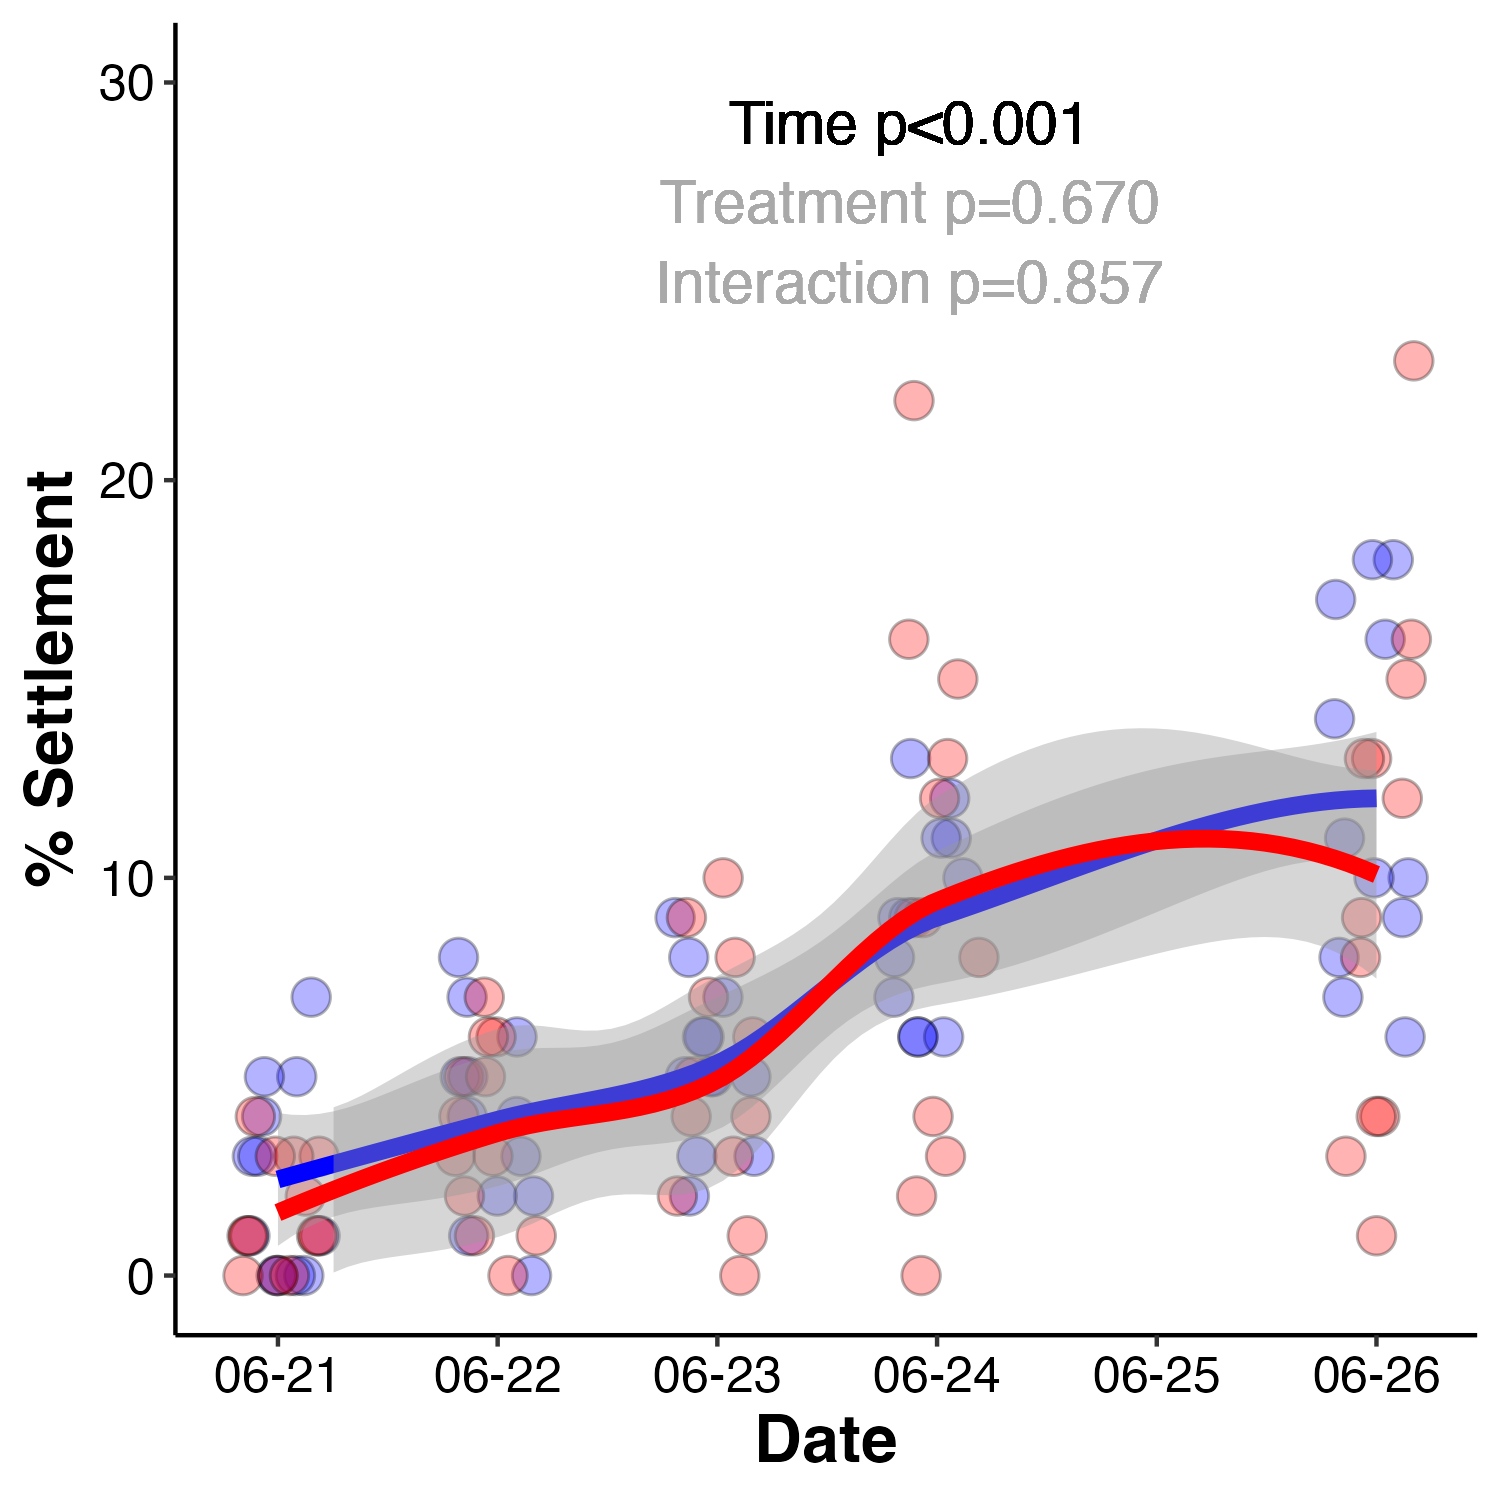 Time p<0.001
Treatment p=0.670
Interaction p=0.857
% Settlement
30
20
10
0
06-21 06-22 06-23 06-24 06-25 06-26
Date